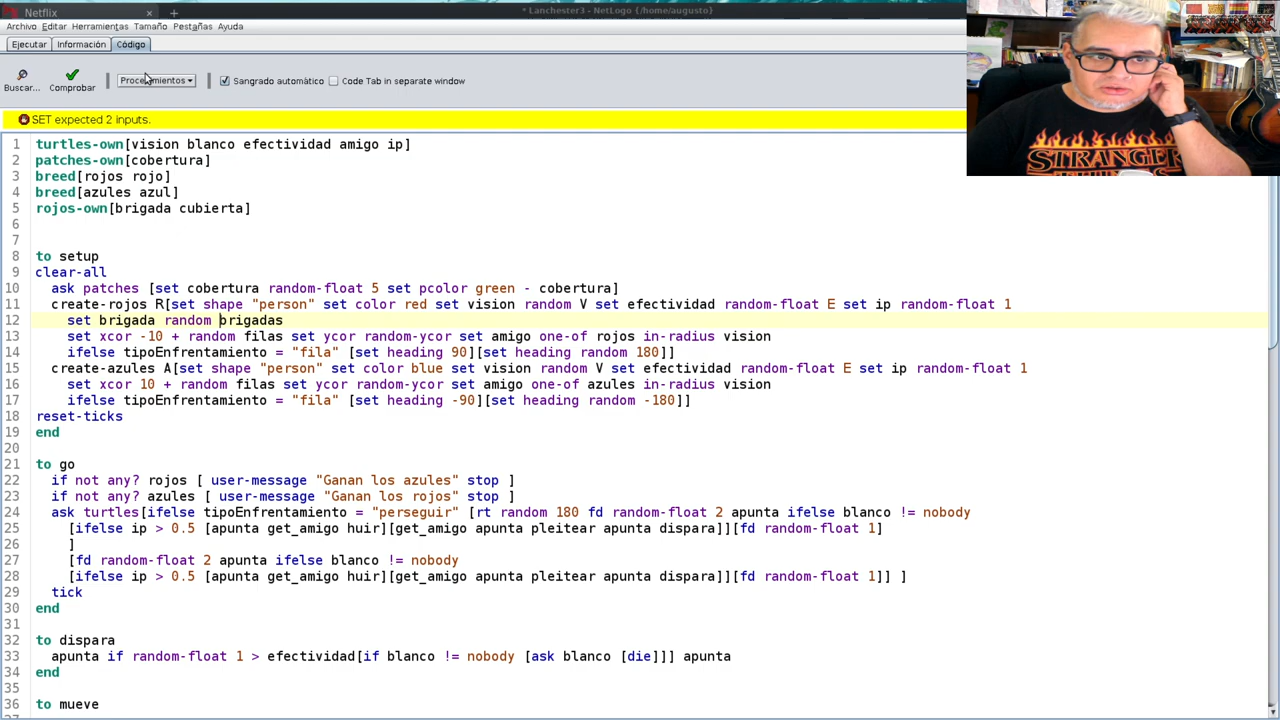 Netflix
* Lanchester3 - NetLogo {/home/augusto}
Archivo Editar Herramientas Tamaño Zoom Pestañas Ayuda
Ejecutar Información Código
Buscar... Comprobar Procedimientos Sangrado automático Code Tab in separate window
SET expected 2 inputs.
1 turtles-own[vision blanco efectividad amigo ip]
2 patches-own[cobertura]
3 breed[rojos rojo]
4 breed[azules azul]
5 rojos-own[brigada cubierta]
6
7
8 to setup
9 clear-all
10 ask patches [set cobertura random-float 5 set pcolor green - cobertura]
11 create-rojos R[set shape "person" set color red set vision random V set efectividad random-float E set ip random-float 1
12 set brigada random brigadas
13 set xcor -10 + random filas set ycor random-ycor set amigo one-of rojos in-radius vision
14 ifelse tipoEnfrentamiento = "fila" [set heading 90][set heading random 180]]
15 create-azules A[set shape "person" set color blue set vision random V set efectividad random-float E set ip random-float 1
16 set xcor 10 + random filas set ycor random-ycor set amigo one-of azules in-radius vision
17 ifelse tipoEnfrentamiento = "fila" [set heading -90][set heading random -180]]
18 reset-ticks
19 end
20
21 to go
22 if not any? rojos [ user-message "Ganan los azules" stop ]
23 if not any? azules [ user-message "Ganan los rojos" stop ]
24 ask turtles[ifelse tipoEnfrentamiento = "perseguir" [rt random 180 fd random-float 2 apunta ifelse blanco != nobody
25 [ifelse ip > 0.5 [apunta get_amigo huir][get_amigo apunta pleitear apunta dispara]][fd random-float 1]
26 ]
27 [fd random-float 2 apunta ifelse blanco != nobody
28 [ifelse ip > 0.5 [apunta get_amigo huir][get_amigo apunta pleitear apunta dispara]][fd random-float 1]] ]
29 tick
30 end
31
32 to dispara
33 apunta if random-float 1 > efectividad[if blanco != nobody [ask blanco [die]]] apunta
34 end
35
36 to mueve
STRANGER